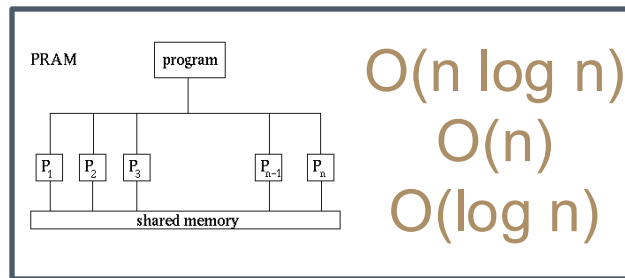 PRAM
program
P1 P2 P3 Pn-1 Pn
shared memory
O(n log n)
O(n)
O(log n)